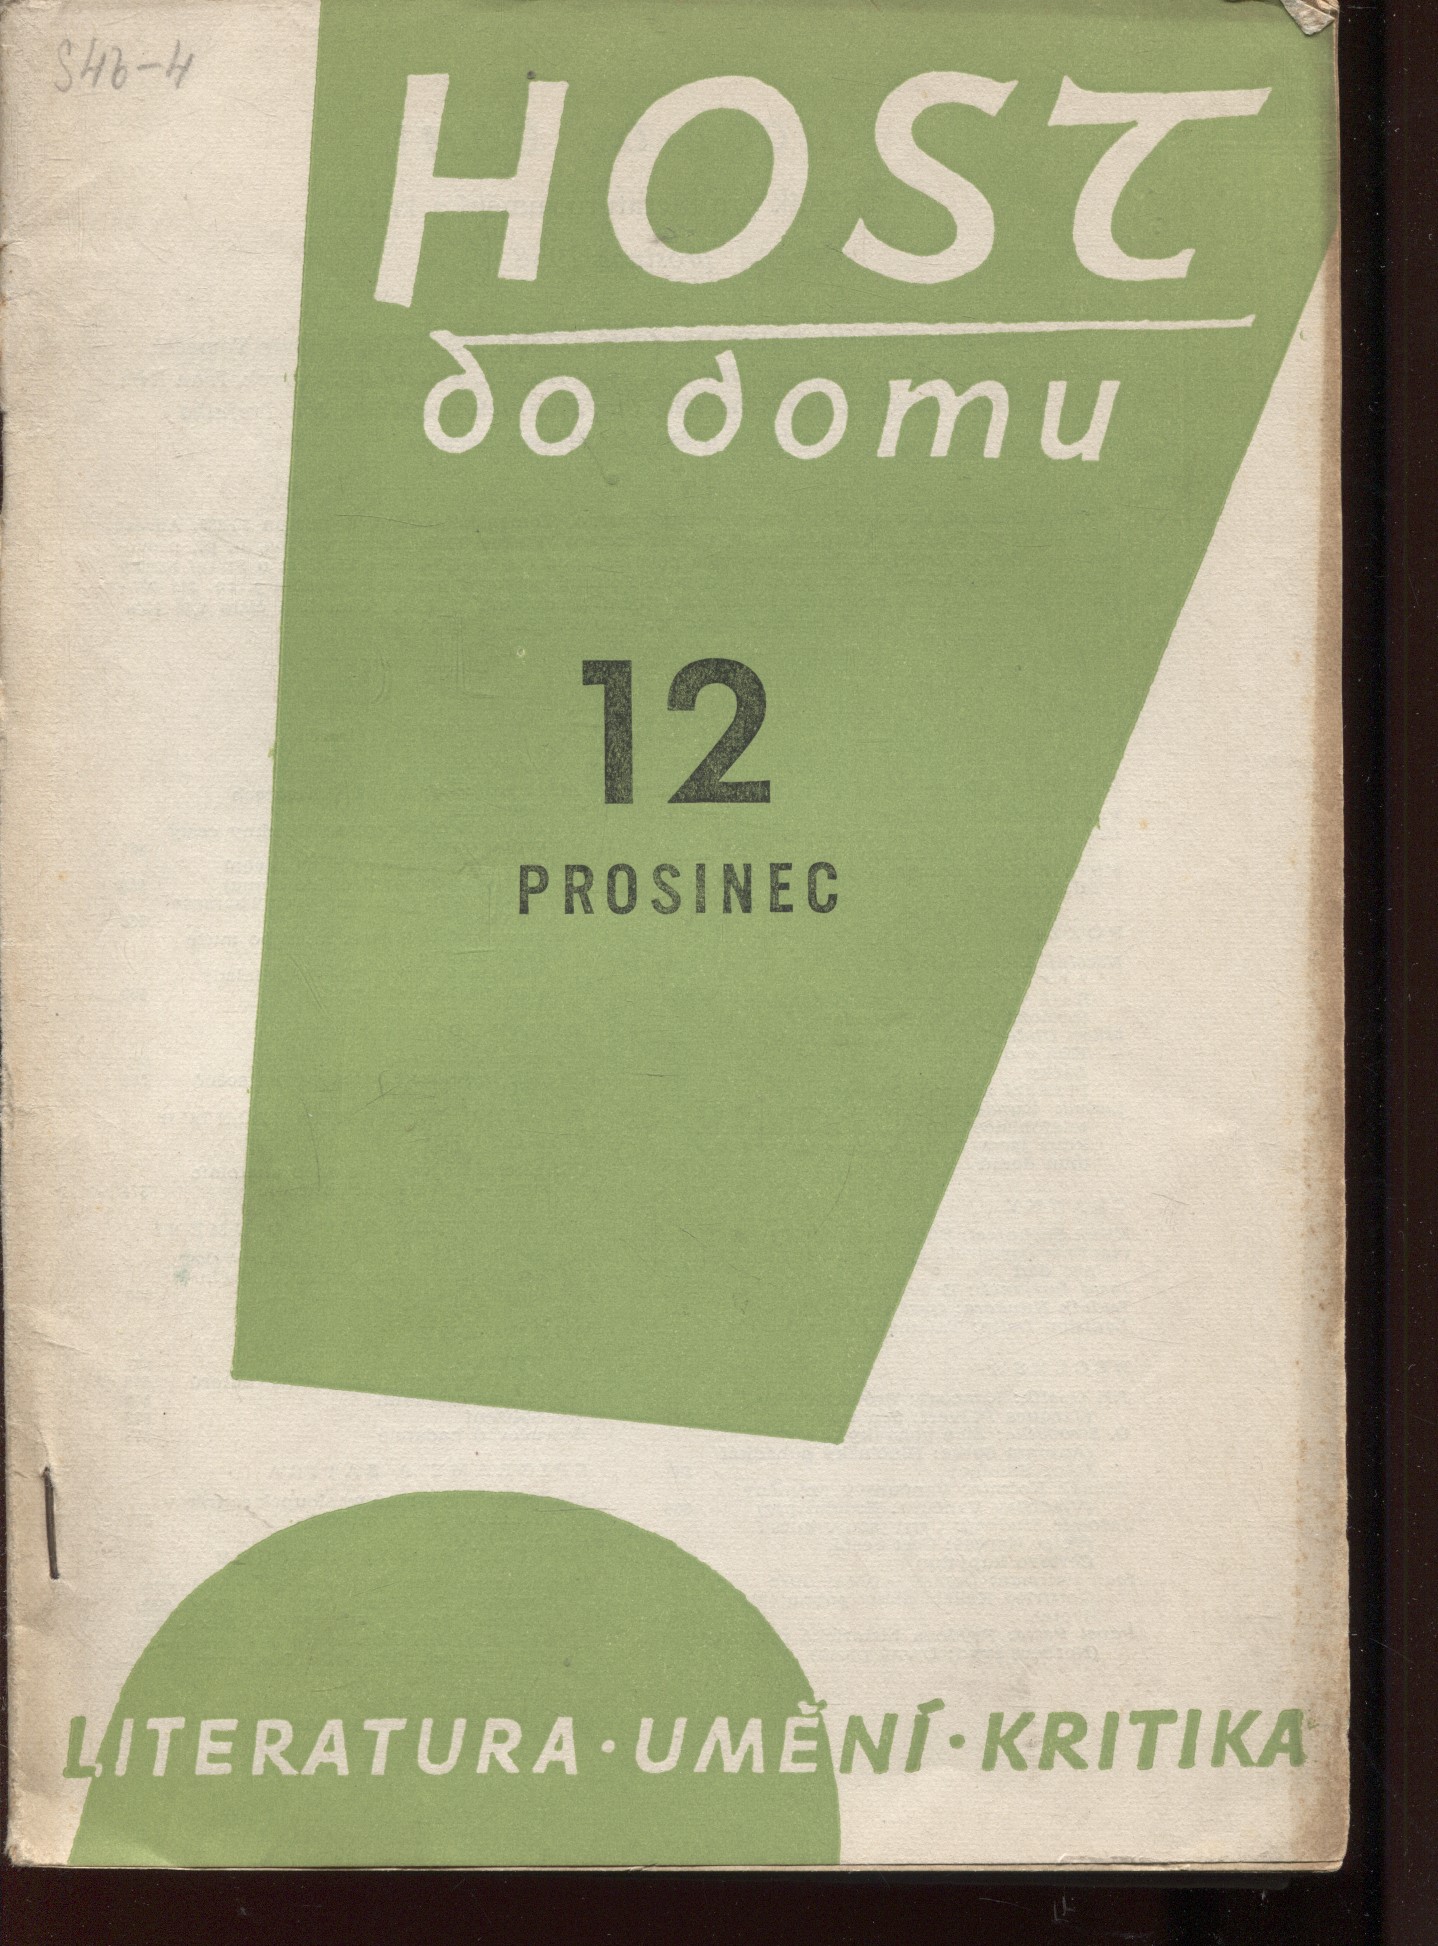 S46-4
HOST
do domu
12
PROSINEC
LITERATURA · UMĚNÍ · KRITIKA